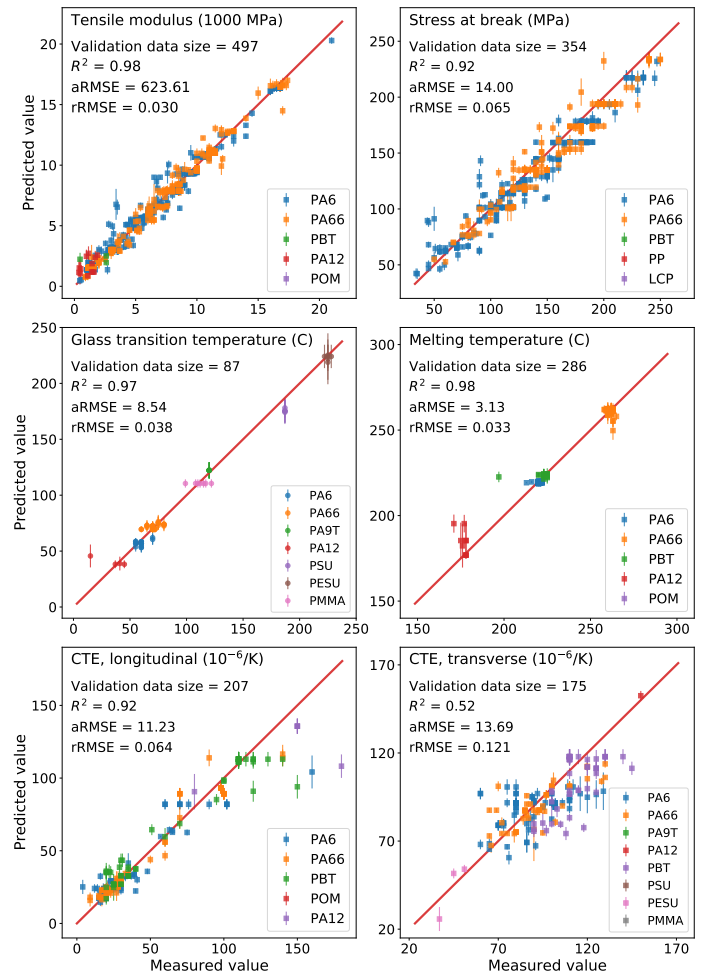 Tensile modulus (1000 MPa)
Validation data size = 497
R² = 0.98
aRMSE = 623.61
rRMSE = 0.030
PA6
PA66
PBT
PA12
POM
20
15
10
5
0
0 5 10 15 20
Predicted value
Stress at break (MPa)
Validation data size = 354
R² = 0.92
aRMSE = 14.00
rRMSE = 0.065
PA6
PA66
PBT
PP
LCP
250
200
150
100
50
50 100 150 200 250
Glass transition temperature (C)
Validation data size = 87
R² = 0.97
aRMSE = 8.54
rRMSE = 0.038
PA6
PA66
PA9T
PA12
PSU
PESU
PMMA
250
200
150
100
50
0
0 50 100 150 200 250
Predicted value
Melting temperature (C)
Validation data size = 286
R² = 0.98
aRMSE = 3.13
rRMSE = 0.033
PA6
PA66
PBT
PA12
POM
300
250
200
150
150 200 250 300
CTE, longitudinal (10⁻⁶/K)
Validation data size = 207
R² = 0.92
aRMSE = 11.23
rRMSE = 0.064
PA6
PA66
PBT
POM
PA12
150
100
50
0
0 50 100 150
Predicted value
Measured value
CTE, transverse (10⁻⁶/K)
Validation data size = 175
R² = 0.52
aRMSE = 13.69
rRMSE = 0.121
PA6
PA66
PA9T
PA12
PBT
PSU
PESU
PMMA
170
120
70
20
20 70 120 170
Measured value